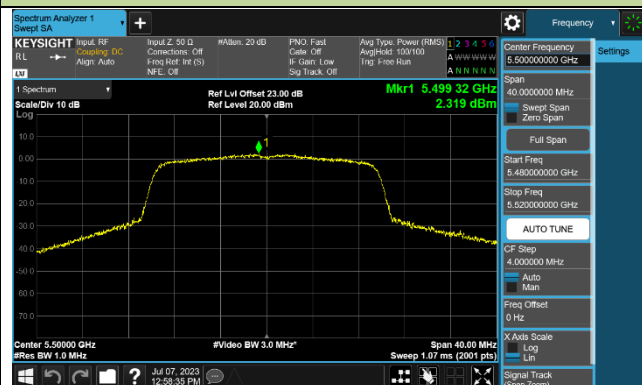 Spectrum Analyzer 1
Swept SA
+
Frequency
KEYSIGHT
RL
LXI
Input: RF
Coupling: DC
Align: Auto
Input Z: 50 Ω
Corrections: Off
Freq Ref: Int (S)
NFE: Off
#Atten: 20 dB
PNO: Fast
Gate: Off
IF Gain: Low
Sig Track: Off
Avg Type: Power (RMS)
Avg|Hold: 100/100
Trig: Free Run
1 2 3 4 5 6
A W W W W W
A N N N N N
1 Spectrum
Scale/Div 10 dB
Log
Ref Lvl Offset 23.00 dB
Ref Level 20.00 dBm
Mkr1 5.499 32 GHz
2.319 dBm
10.0
0.00
-10.0
-20.0
-30.0
-40.0
-50.0
-60.0
-70.0
1
Center 5.50000 GHz
#Res BW 1.0 MHz
#Video BW 3.0 MHz*
Span 40.00 MHz
Sweep 1.07 ms (2001 pts)
Jul 07, 2023
12:58:35 PM
Center Frequency
5.500000000 GHz
Settings
Span
40.0000000 MHz
Swept Span
Zero Span
Full Span
Start Freq
5.480000000 GHz
Stop Freq
5.520000000 GHz
AUTO TUNE
CF Step
4.000000 MHz
Auto
Man
Freq Offset
0 Hz
X Axis Scale
Log
Lin
Signal Track
(Span Zoom)